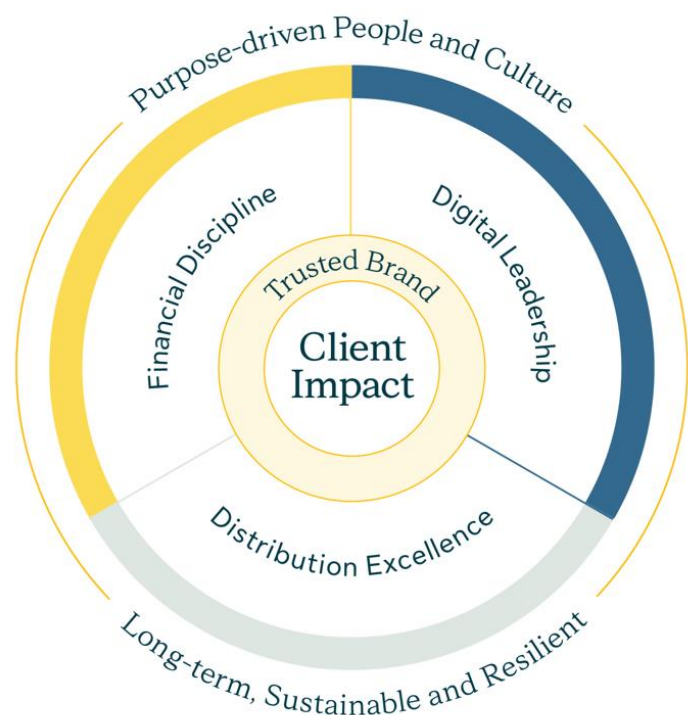 Purpose-driven People and Culture
Financial Discipline
Digital Leadership
Trusted Brand
Client
Impact
Distribution Excellence
Long-term, Sustainable and Resilient